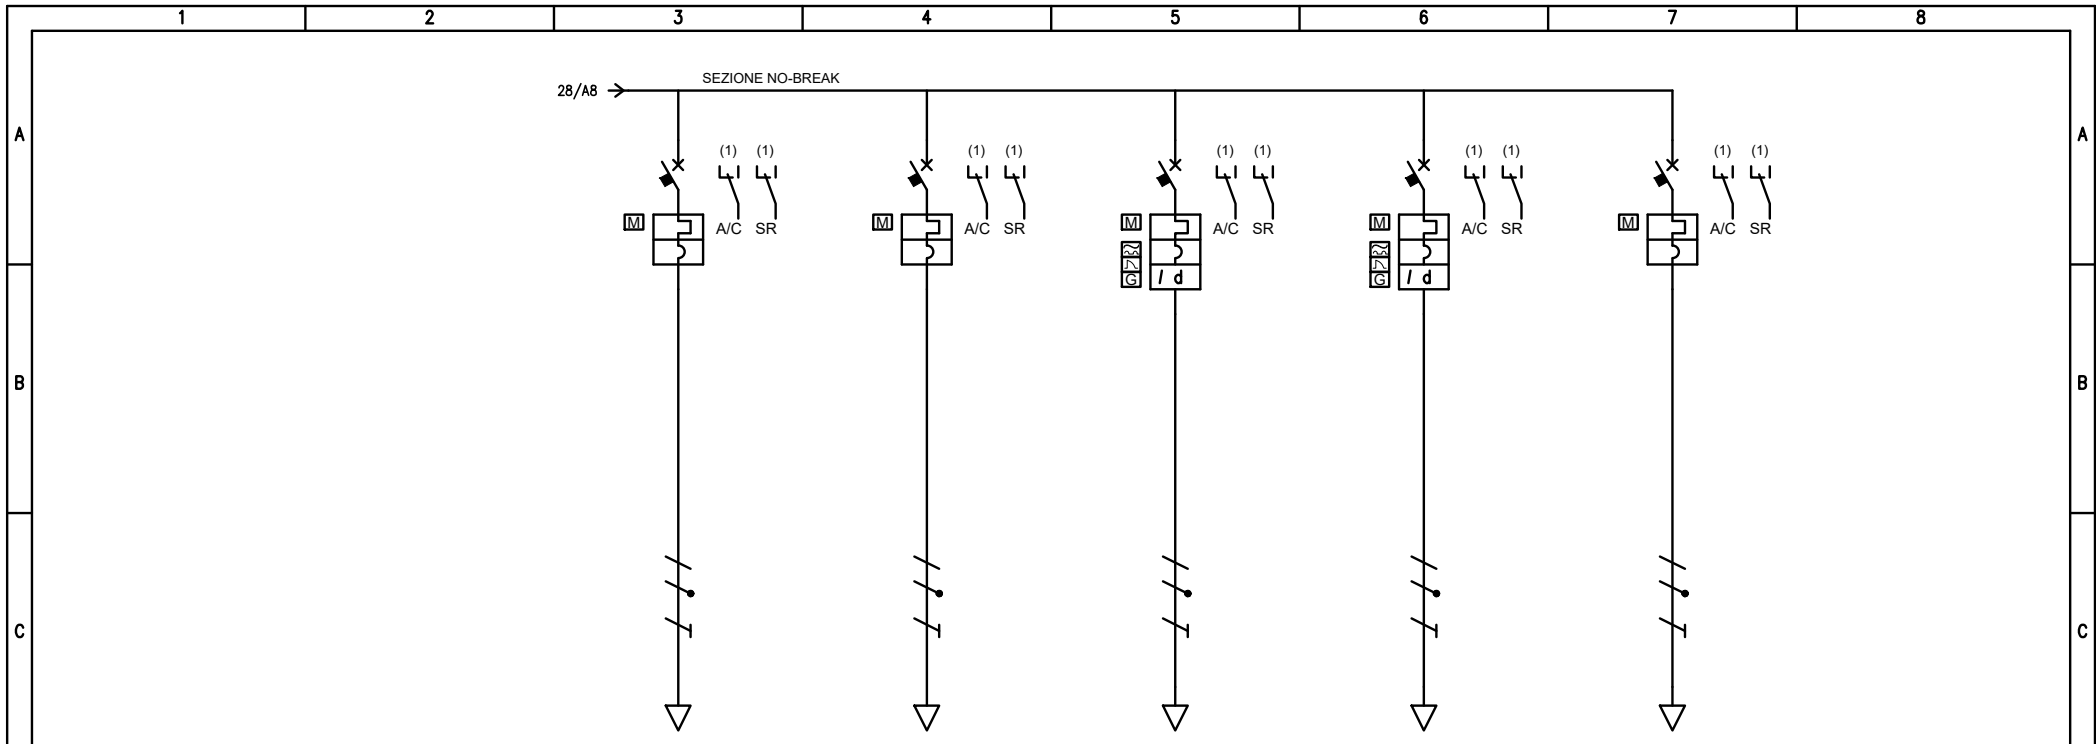 1 2 3 4 5 6 7 8
SEZIONE NO-BREAK
28/A8
A A
(1) (1) (1) (1) (1) (1) (1) (1) (1) (1)
M A/C SR M A/C SR M A/C SR M A/C SR M A/C SR
G I d G I d
B B
C C